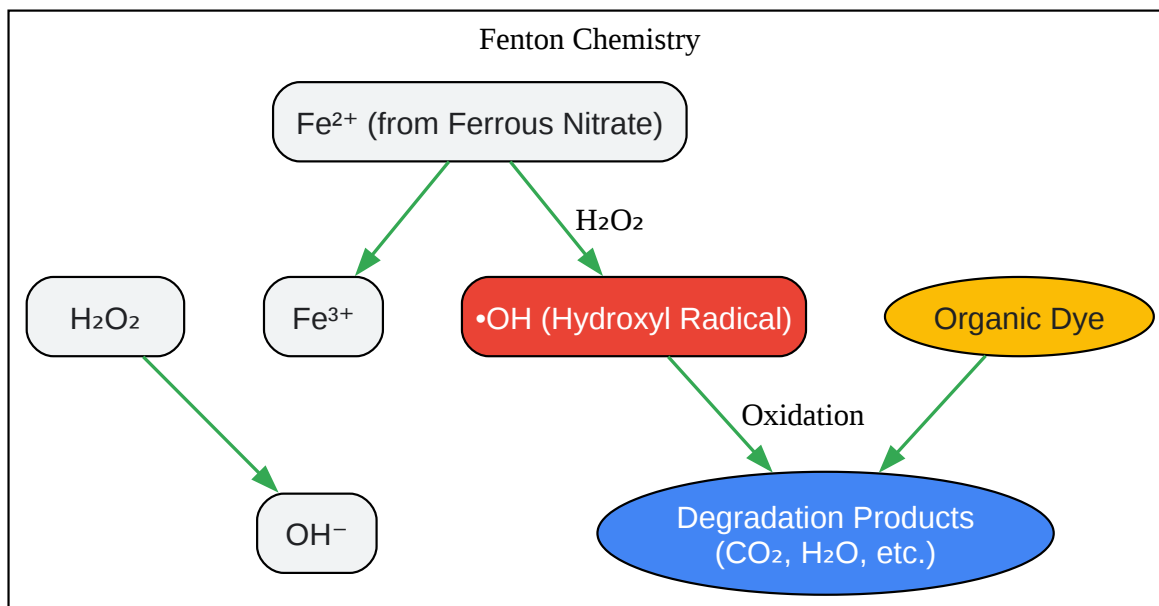 Fenton Chemistry
Fe²⁺ (from Ferrous Nitrate)
H₂O₂
H₂O₂
Fe³⁺
•OH (Hydroxyl Radical)
Organic Dye
Oxidation
OH⁻
Degradation Products
(CO₂, H₂O, etc.)